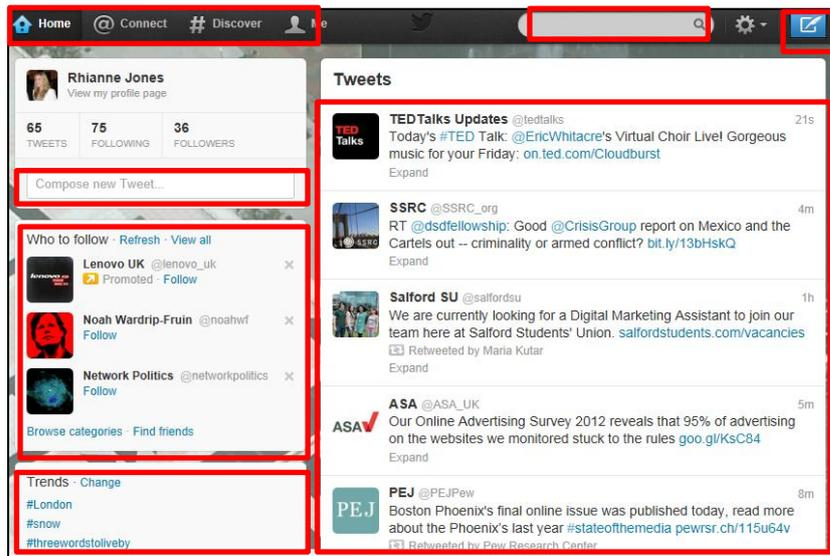 Home @ Connect # Discover Me
Rhianne Jones
View my profile page
65 75 36
TWEETS FOLLOWING FOLLOWERS
Compose new Tweet...
Who to follow · Refresh · View all
Lenovo UK @lenovo_uk ×
lenovo
Promoted · Follow
Noah Wardrip-Fruin @noahwf ×
Follow
Network Politics @networkpolitics ×
Follow
Browse categories · Find friends
Trends · Change
#London
#snow
#threewordstoliveby
Tweets
TED
Talks
TEDTalks Updates @tedtalks 21s
Today's #TED Talk: @EricWhitacre's Virtual Choir Live! Gorgeous
music for your Friday: on.ted.com/Cloudburst
Expand
SSRC
SSRC @SSRC_org 4m
RT @dsdfellowship: Good @CrisisGroup report on Mexico and the
Cartels out -- criminality or armed conflict? bit.ly/13bHskQ
Expand
Salford SU @salfordsu 1h
We are currently looking for a Digital Marketing Assistant to join our
team here at Salford Students' Union. salfordstudents.com/vacancies
Retweeted by Maria Kutar
Expand
ASA
ASA @ASA_UK 5m
Our Online Advertising Survey 2012 reveals that 95% of advertising
on the websites we monitored stuck to the rules goo.gl/KsC84
Expand
PEJ
PEJ @PEJPew 8m
Boston Phoenix's final online issue was published today, read more
about the Phoenix's last year #stateofthemedia pewrsr.ch/115u64v
Retweeted by Pew Research Center